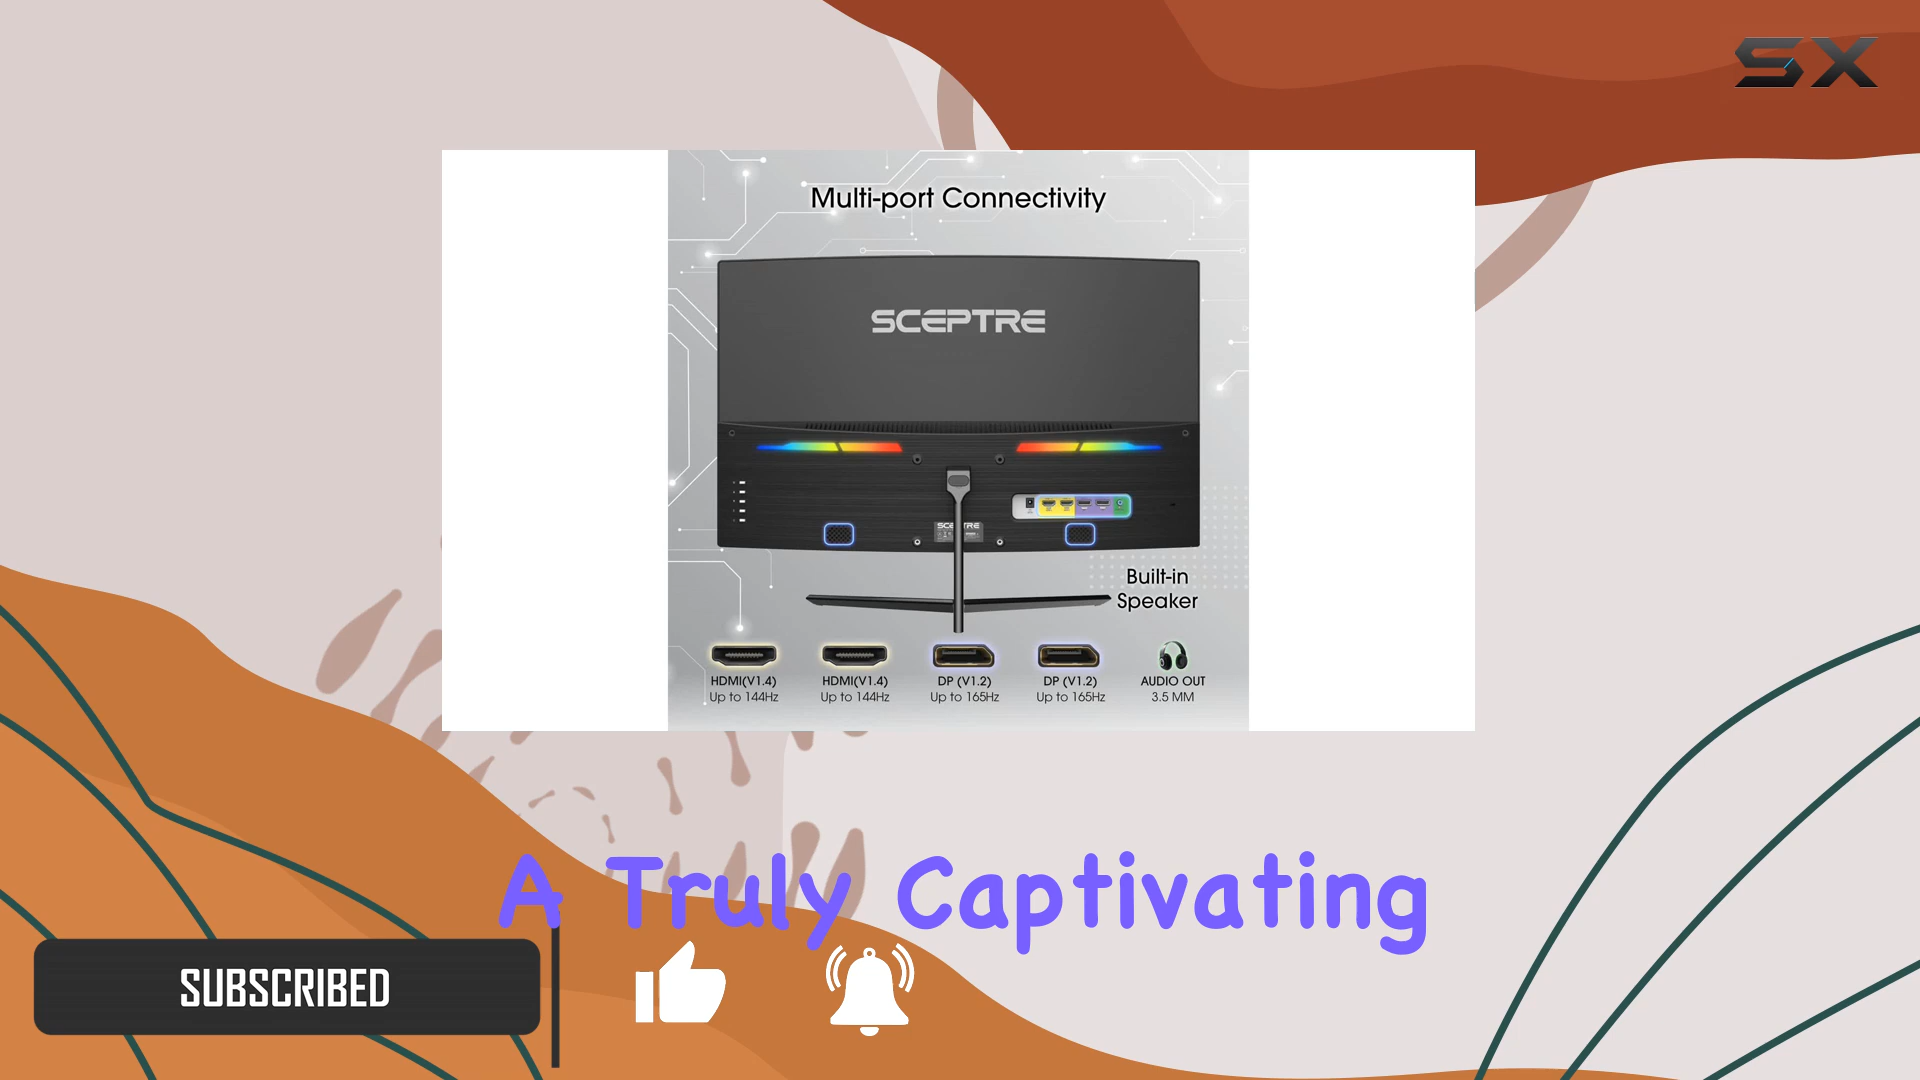 SX
Multi-port Connectivity
SCEPTRE
SCEPTRE
Built-in
Speaker
HDMI(V1.4) HDMI(V1.4) DP (V1.2) DP (V1.2) AUDIO OUT
Up to 144Hz Up to 144Hz Up to 165Hz Up to 165Hz 3.5 MM
A Truly Captivating
SUBSCRIBED